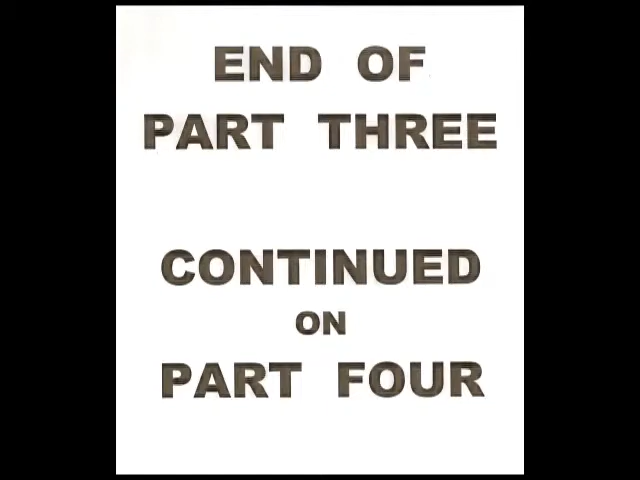 END OF
PART THREE
CONTINUED
ON
PART FOUR